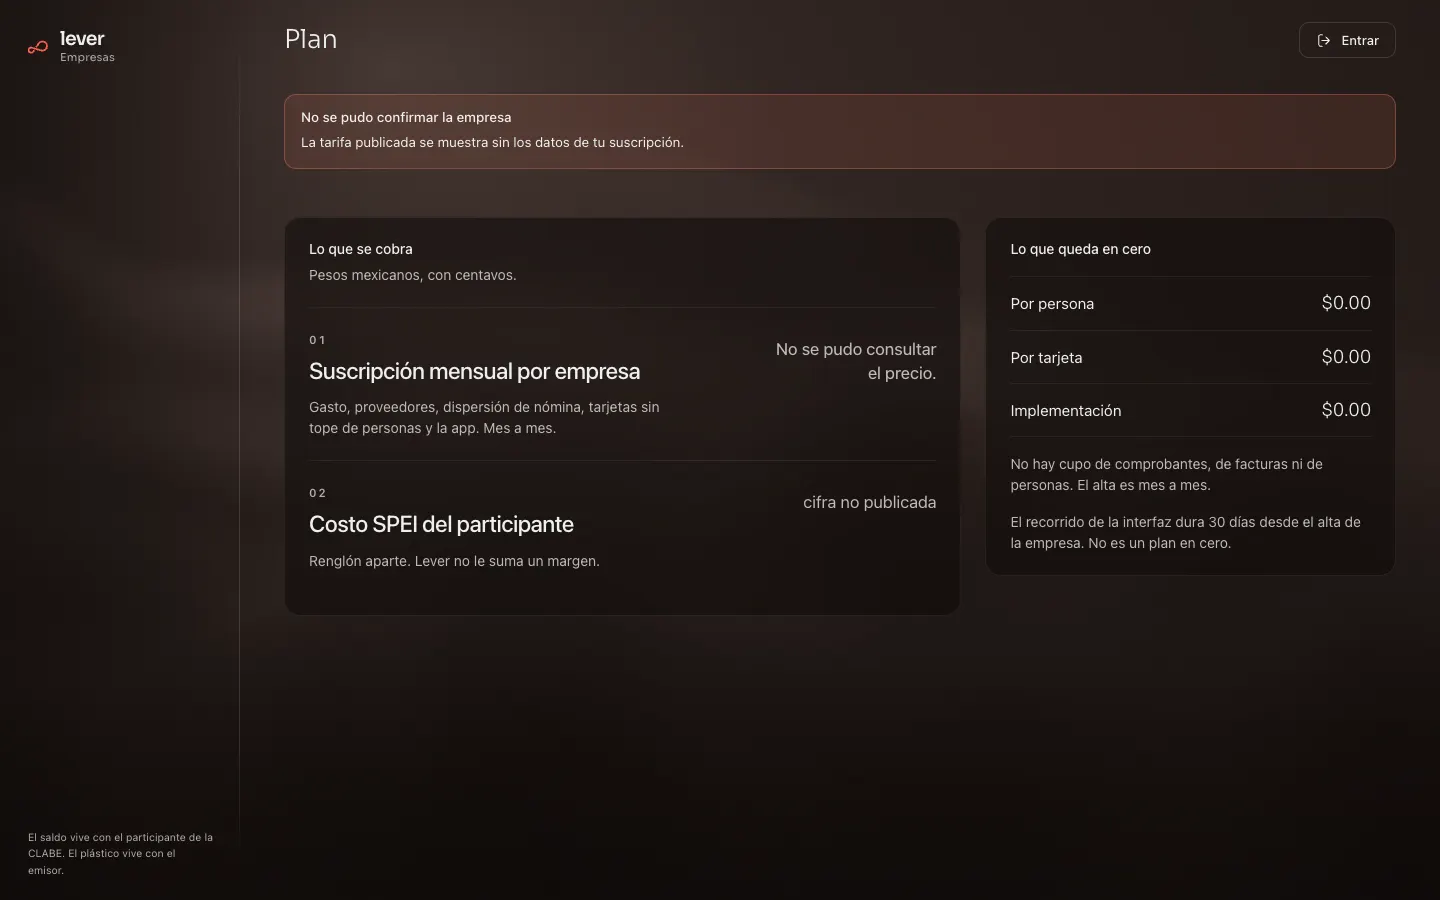 lever
Empresas
Plan
Entrar
No se pudo confirmar la empresa
La tarifa publicada se muestra sin los datos de tu suscripción.
Lo que se cobra
Pesos mexicanos, con centavos.
01
Suscripción mensual por empresa
Gasto, proveedores, dispersión de nómina, tarjetas sin
tope de personas y la app. Mes a mes.
No se pudo consultar
el precio.
02
Costo SPEI del participante
Renglón aparte. Lever no le suma un margen.
cifra no publicada
Lo que queda en cero
Por persona $0.00
Por tarjeta $0.00
Implementación $0.00
No hay cupo de comprobantes, de facturas ni de
personas. El alta es mes a mes.
El recorrido de la interfaz dura 30 días desde el alta de
la empresa. No es un plan en cero.
El saldo vive con el participante de la
CLABE. El plástico vive con el
emisor.